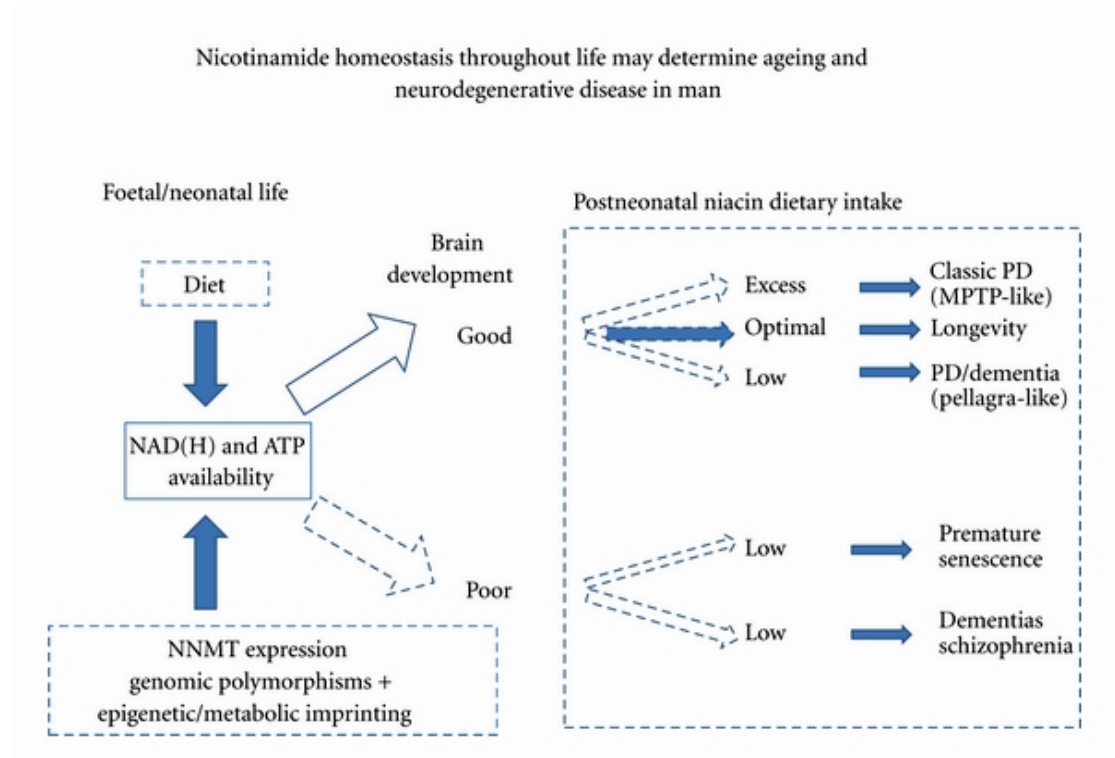 Nicotinamide homeostasis throughout life may determine ageing and
neurodegenerative disease in man
Foetal/neonatal life
Diet
NAD(H) and ATP
availability
NNMT expression
genomic polymorphisms +
epigenetic/metabolic imprinting
Brain
development
Good
Poor
Postneonatal niacin dietary intake
Excess
Classic PD
(MPTP-like)
Optimal
Longevity
Low
PD/dementia
(pellagra-like)
Low
Premature
senescence
Low
Dementias
schizophrenia